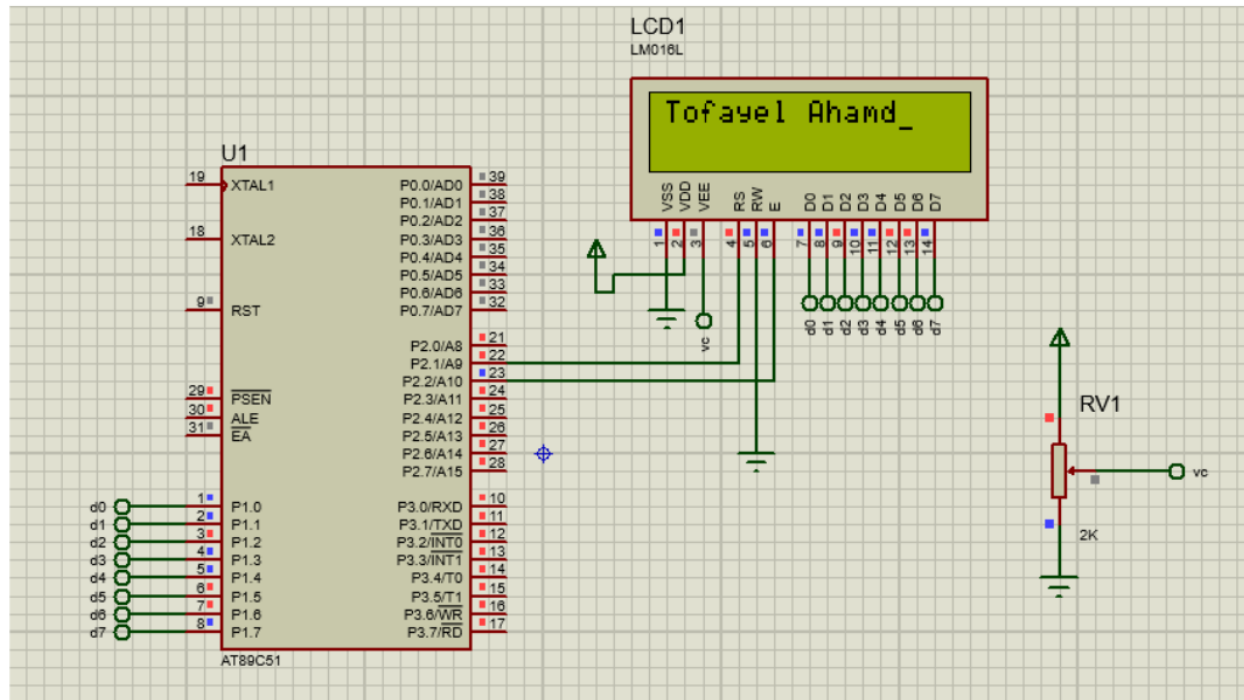 LCD1
LM016L
Tofayel Ahamd_
VSS VDD VEE RS RW E D0 D1 D2 D3 D4 D5 D6 D7
1 2 3 4 5 6 7 8 9 10 11 12 13 14
vc d0 d1 d2 d3 d4 d5 d6 d7
U1
19 XTAL1 P0.0/AD0 39
P0.1/AD1 38
P0.2/AD2 37
18 XTAL2 P0.3/AD3 36
P0.4/AD4 35
P0.5/AD5 34
P0.6/AD6 33
9 RST P0.7/AD7 32
P2.0/A8 21
P2.1/A9 22
P2.2/A10 23
29 PSEN P2.3/A11 24
30 ALE P2.4/A12 25
31 EA P2.5/A13 26
P2.6/A14 27
P2.7/A15 28
d0 1 P1.0 P3.0/RXD 10
d1 2 P1.1 P3.1/TXD 11
d2 3 P1.2 P3.2/INT0 12
d3 4 P1.3 P3.3/INT1 13
d4 5 P1.4 P3.4/T0 14
d5 6 P1.5 P3.5/T1 15
d6 7 P1.6 P3.6/WR 16
d7 8 P1.7 P3.7/RD 17
AT89C51
RV1
vc
2K